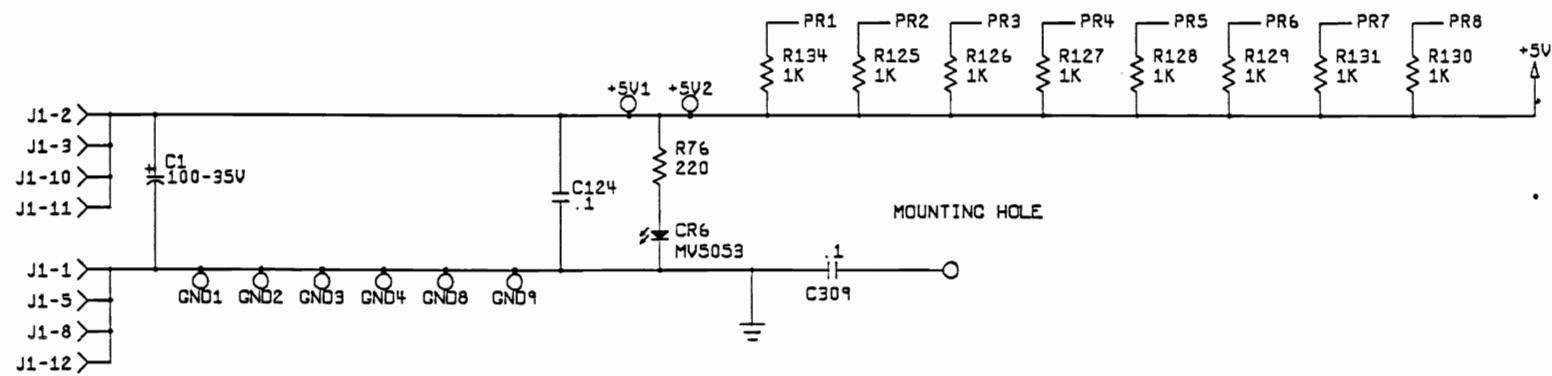 PR1 PR2 PR3 PR4 PR5 PR6 PR7 PR8
R134 R125 R126 R127 R128 R129 R131 R130
1K 1K 1K 1K 1K 1K 1K 1K
+5V
+5V1 +5V2
J1-2
J1-3
J1-10
J1-11
+
C1
100-35V
C124
.1
R76
220
CR6
MV5053
MOUNTING HOLE
J1-1
J1-5
J1-8
J1-12
GND1 GND2 GND3 GND4 GND8 GND9
.1
C309